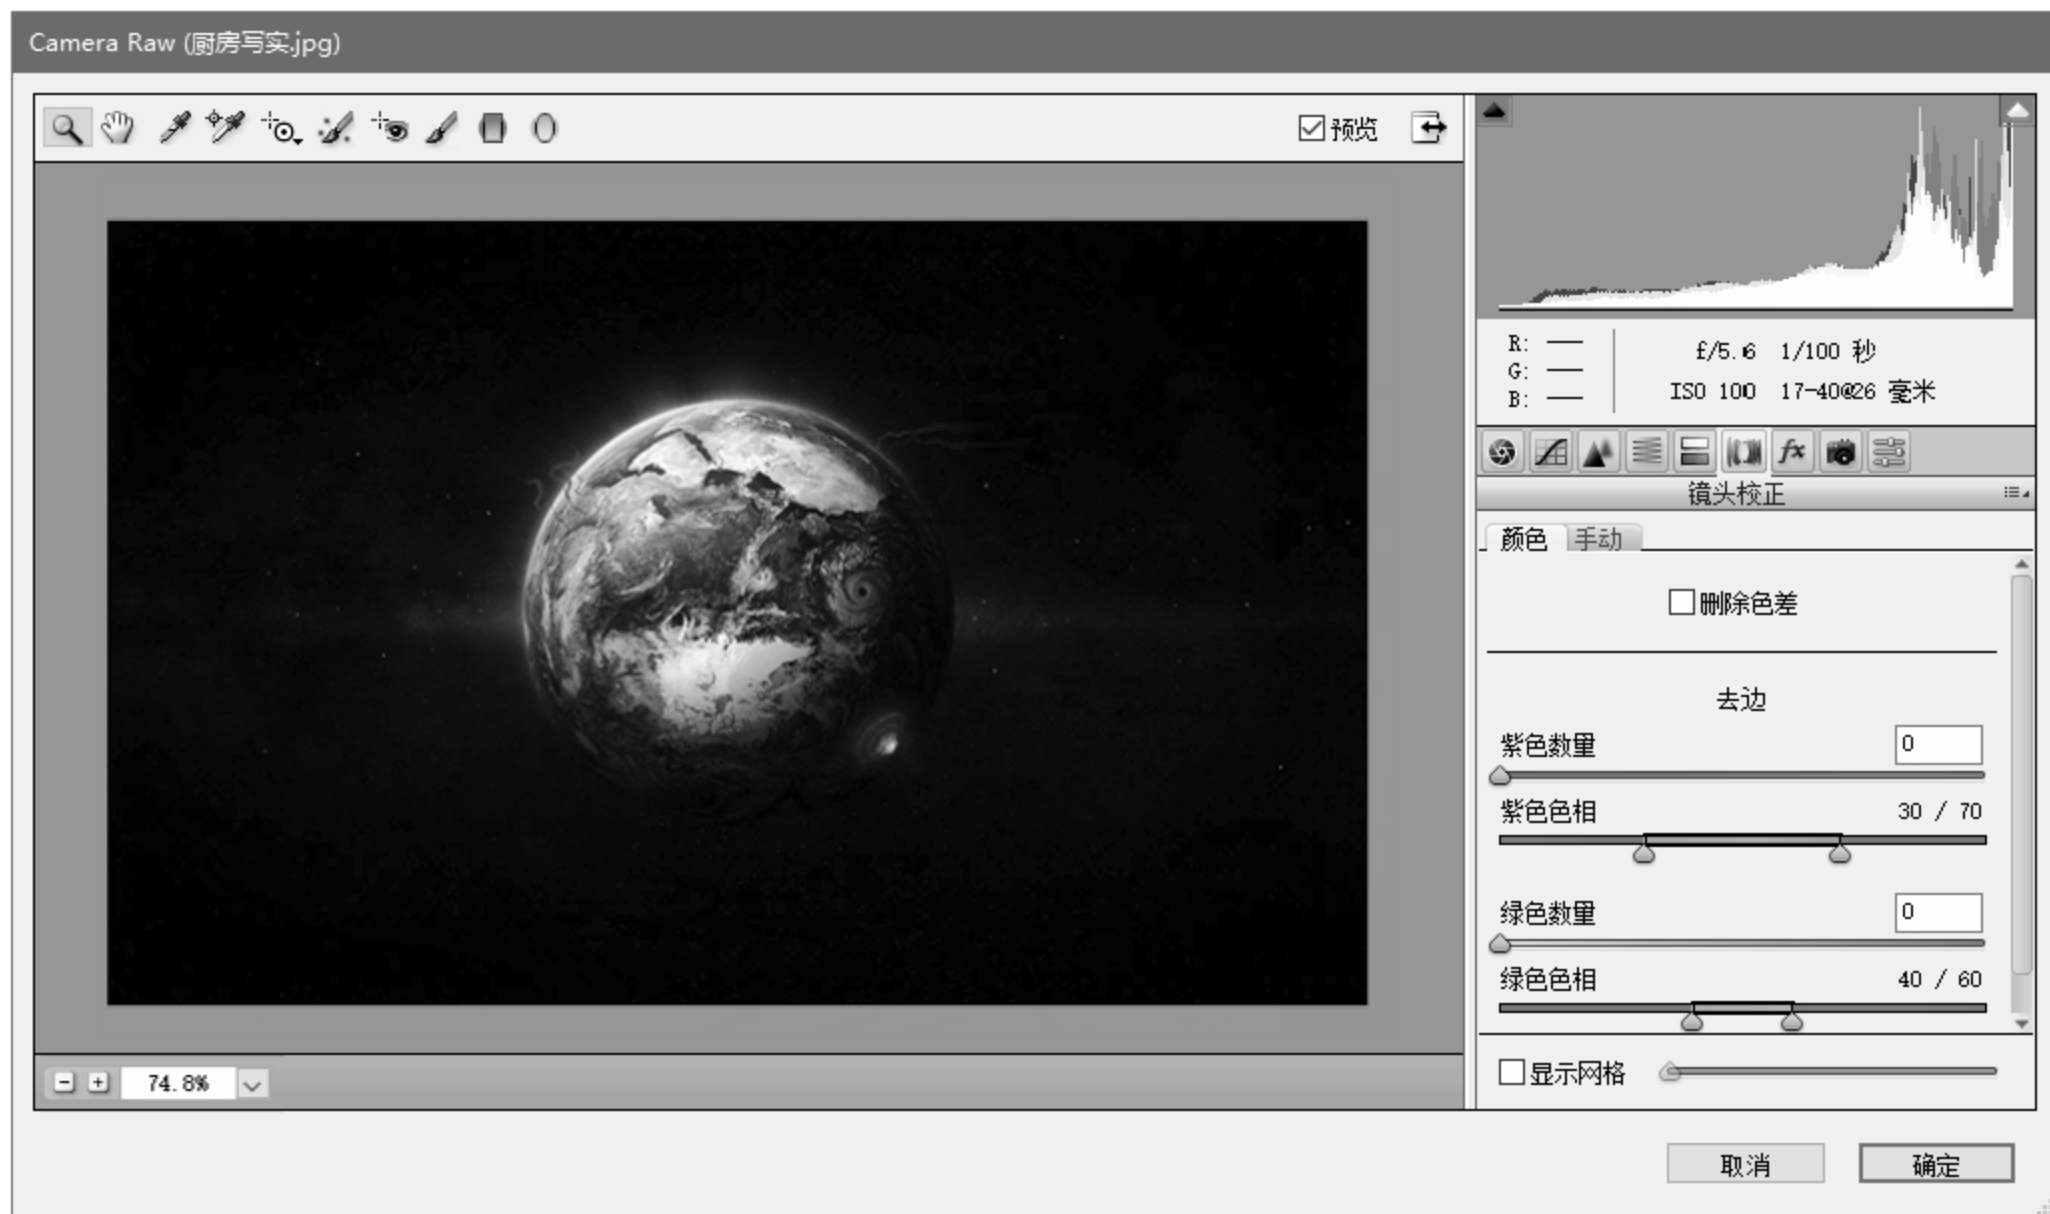 Camera Raw (厨房写实.jpg)
预览
R:
G:
B:
f/5.6 1/100 秒
ISO 100 17-40@26 毫米
fx
镜头校正
颜色 手动
删除色差
去边
紫色数量 0
紫色色相 30 / 70
绿色数量 0
绿色色相 40 / 60
显示网格
74.8%
取消 确定